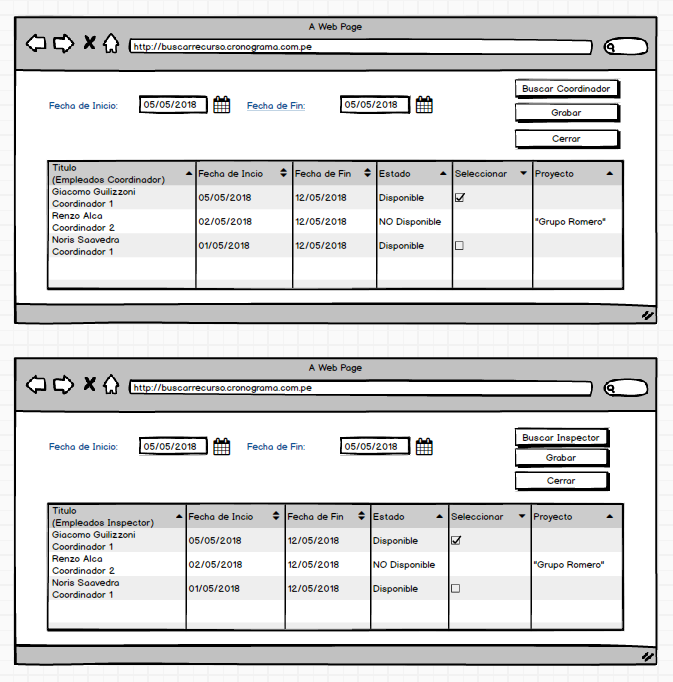 A Web Page
http://buscarrecurso.cronograma.com.pe
Buscar Coordinador
Fecha de Inicio: 05/05/2018 Fecha de Fin: 05/05/2018
Grabar
Cerrar
Titulo
(Empleados Coordinador) Fecha de Incio Fecha de Fin Estado Seleccionar Proyecto
Giacomo Guilizzoni
Coordinador 1 05/05/2018 12/05/2018 Disponible
Renzo Alca
Coordinador 2 02/05/2018 12/05/2018 NO Disponible "Grupo Romero"
Noris Saavedra
Coordinador 1 01/05/2018 12/05/2018 Disponible
A Web Page
http://buscarrecurso.cronograma.com.pe
Buscar Inspector
Fecha de Inicio: 05/05/2018 Fecha de Fin: 05/05/2018
Grabar
Cerrar
Titulo
(Empleados Inspector) Fecha de Incio Fecha de Fin Estado Seleccionar Proyecto
Giacomo Guilizzoni
Coordinador 1 05/05/2018 12/05/2018 Disponible
Renzo Alca
Coordinador 2 02/05/2018 12/05/2018 NO Disponible "Grupo Romero"
Noris Saavedra
Coordinador 1 01/05/2018 12/05/2018 Disponible